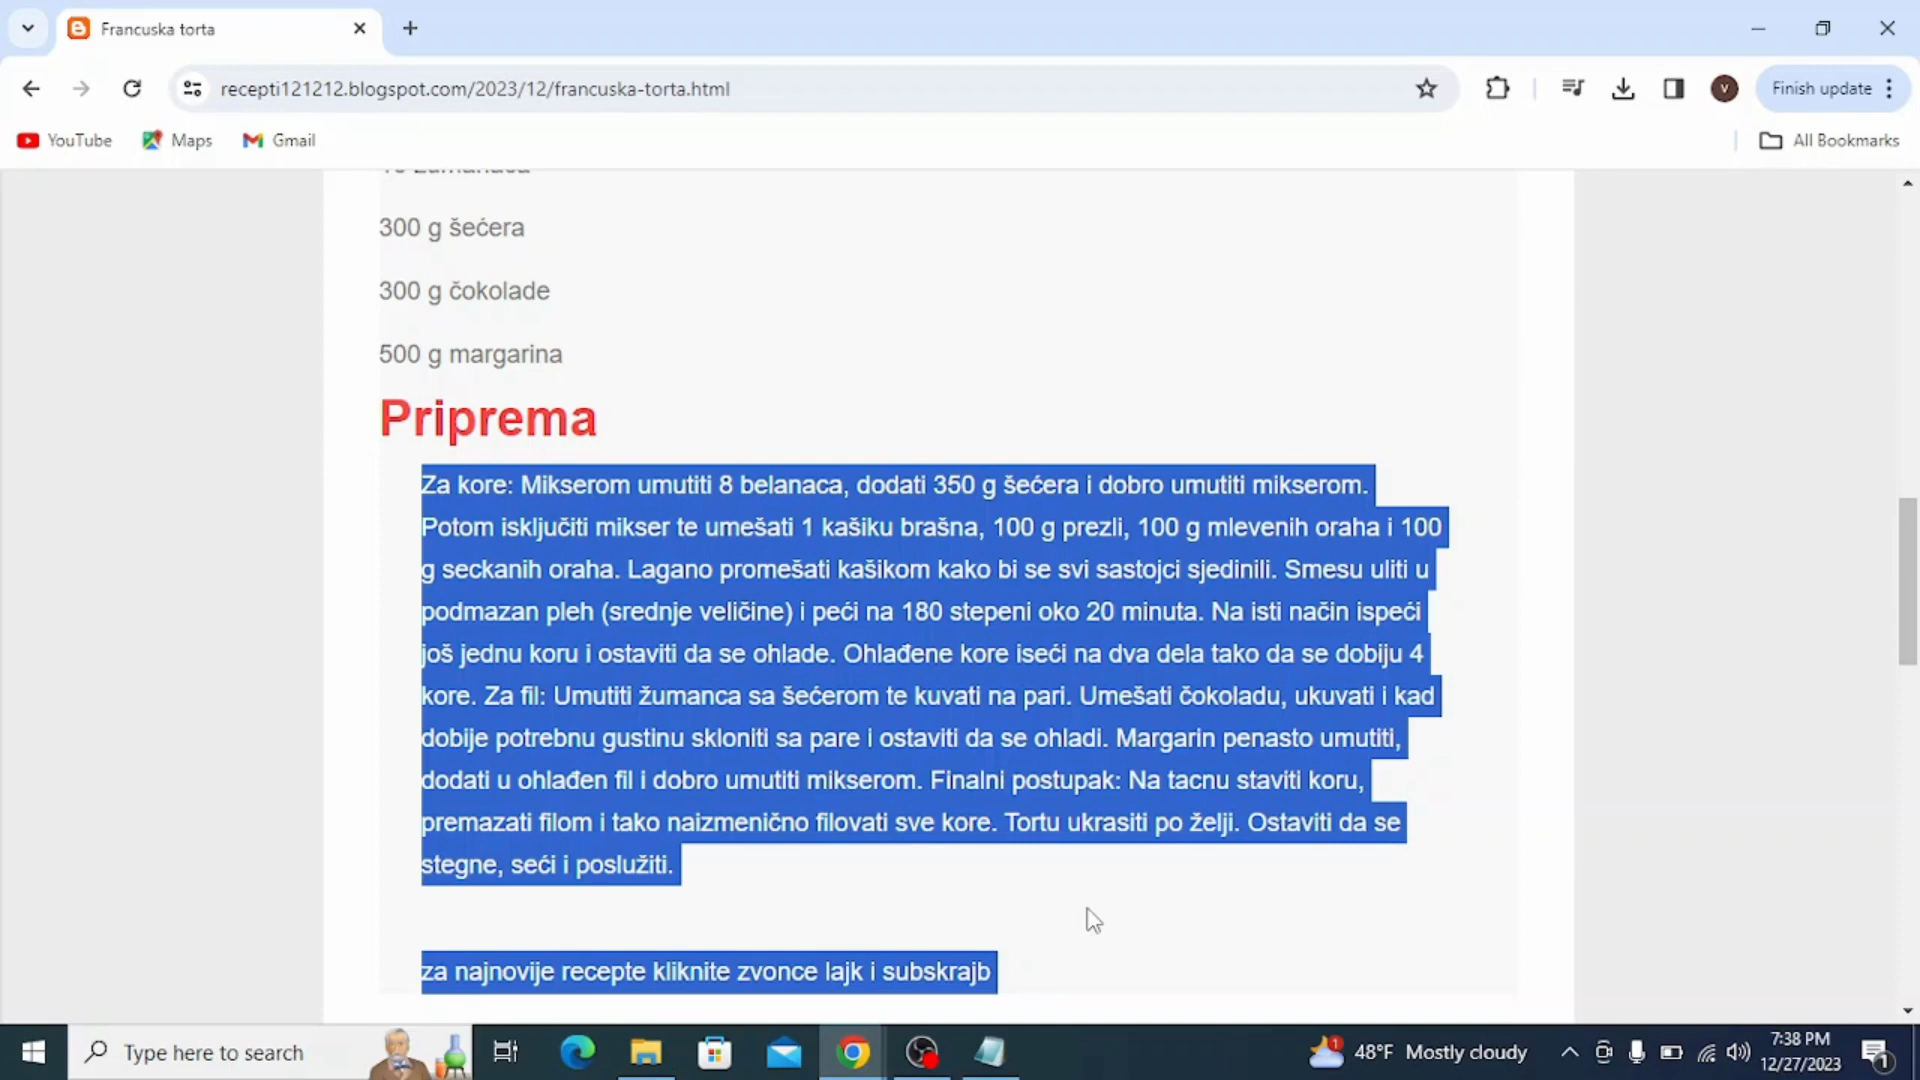 Francuska torta
recepti121212.blogspot.com/2023/12/francuska-torta.html
V
Finish update
YouTube
Maps
Gmail
All Bookmarks
300 g šećera
300 g čokolade
500 g margarina
Priprema
Za kore: Mikserom umutiti 8 belanaca, dodati 350 g šećera i dobro umutiti mikserom.
Potom isključiti mikser te umešati 1 kašiku brašna, 100 g prezli, 100 g mlevenih oraha i 100
g seckanih oraha. Lagano promešati kašikom kako bi se svi sastojci sjedinili. Smesu uliti u
podmazan pleh (srednje veličine) i peći na 180 stepeni oko 20 minuta. Na isti način ispeći
još jednu koru i ostaviti da se ohlade. Ohlađene kore iseći na dva dela tako da se dobiju 4
kore. Za fil: Umutiti žumanca sa šećerom te kuvati na pari. Umešati čokoladu, ukuvati i kad
dobije potrebnu gustinu skloniti sa pare i ostaviti da se ohladi. Margarin penasto umutiti,
dodati u ohlađen fil i dobro umutiti mikserom. Finalni postupak: Na tacnu staviti koru,
premazati filom i tako naizmenično filovati sve kore. Tortu ukrasiti po želji. Ostaviti da se
stegne, seći i poslužiti.
za najnovije recepte kliknite zvonce lajk i subskrajb
Type here to search
1
48°F Mostly cloudy
7:38 PM
12/27/2023
1